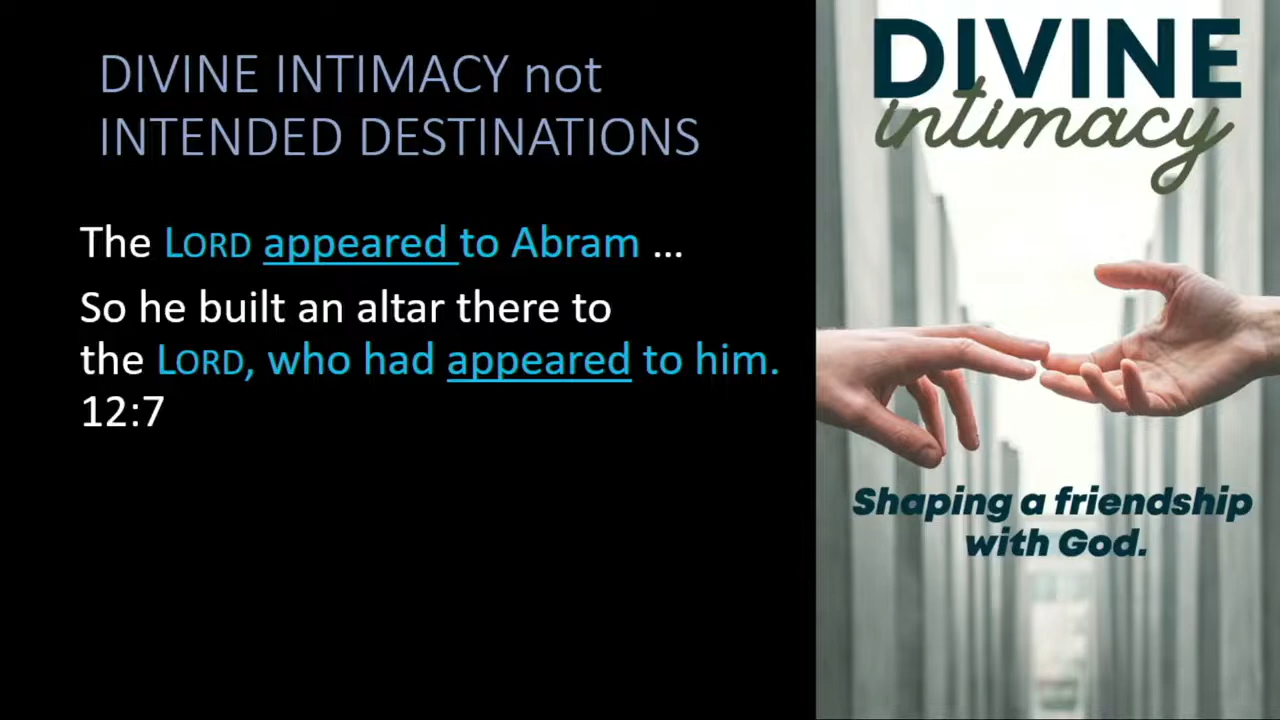 DIVINE INTIMACY not
INTENDED DESTINATIONS
The LORD appeared to Abram ...
So he built an altar there to
the LORD, who had appeared to him.
12:7
DIVINE
intimacy
Shaping a friendship
with God.